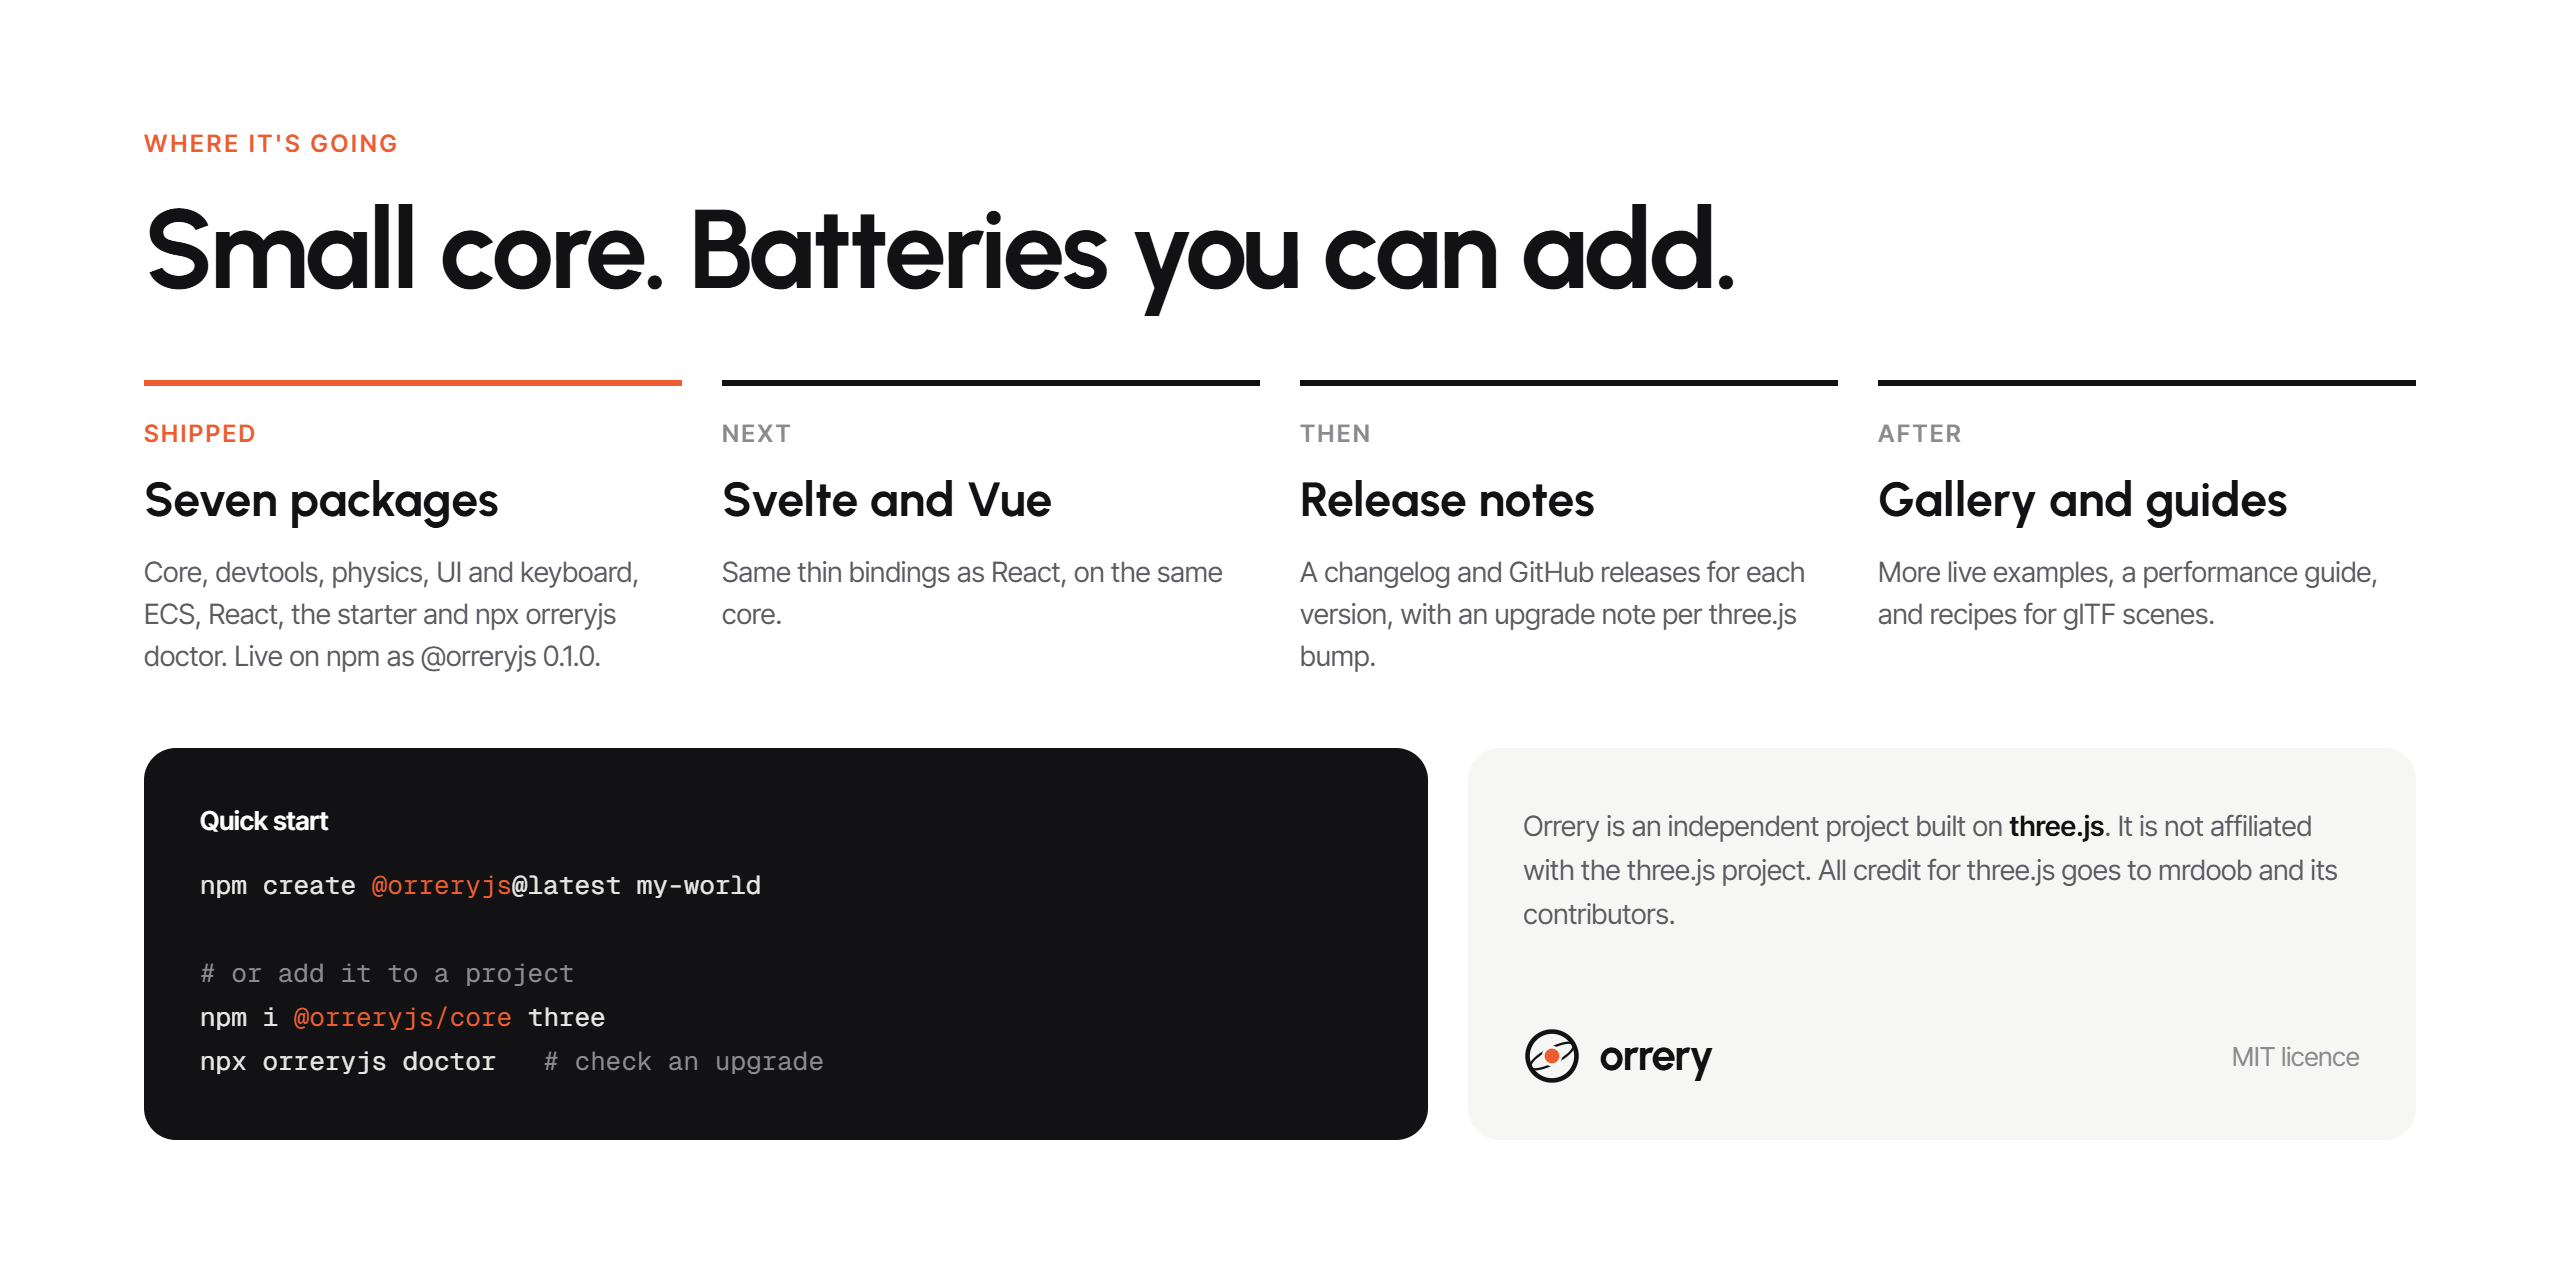 WHERE IT'S GOING
Small core. Batteries you can add.
SHIPPED
Seven packages
Core, devtools, physics, UI and keyboard,
ECS, React, the starter and npx orreryjs
doctor. Live on npm as @orreryjs 0.1.0.
NEXT
Svelte and Vue
Same thin bindings as React, on the same
core.
THEN
Release notes
A changelog and GitHub releases for each
version, with an upgrade note per three.js
bump.
AFTER
Gallery and guides
More live examples, a performance guide,
and recipes for glTF scenes.
Quick start
npm create @orreryjs@latest my-world
# or add it to a project
npm i @orreryjs/core three
npx orreryjs doctor   # check an upgrade
Orrery is an independent project built on three.js. It is not affiliated
with the three.js project. All credit for three.js goes to mrdoob and its
contributors.
orrery
MIT licence